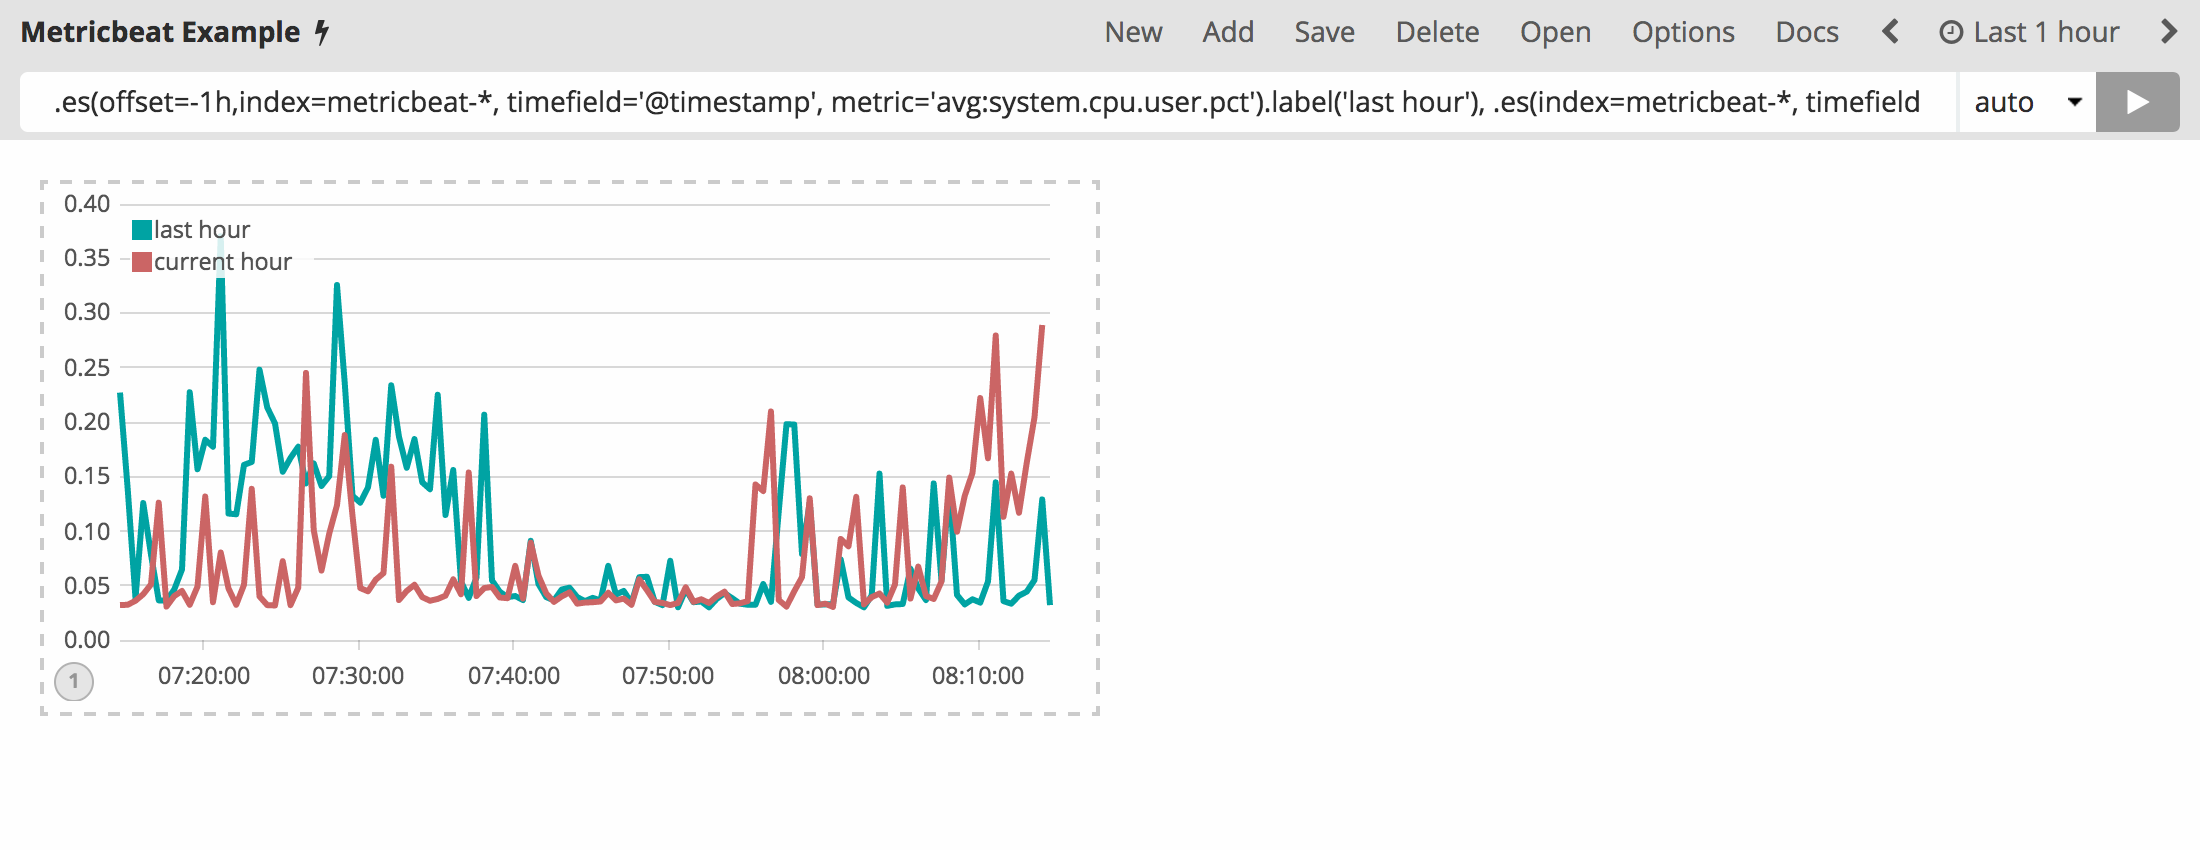 Metricbeat Example New Add Save Delete Open Options Docs Last 1 hour
.es(offset=-1h,index=metricbeat-*, timefield='@timestamp', metric='avg:system.cpu.user.pct').label('last hour'), .es(index=metricbeat-*, timefield auto
0.40
last hour
0.35
current hour
0.30
0.25
0.20
0.15
0.10
0.05
0.00
1 07:20:00 07:30:00 07:40:00 07:50:00 08:00:00 08:10:00